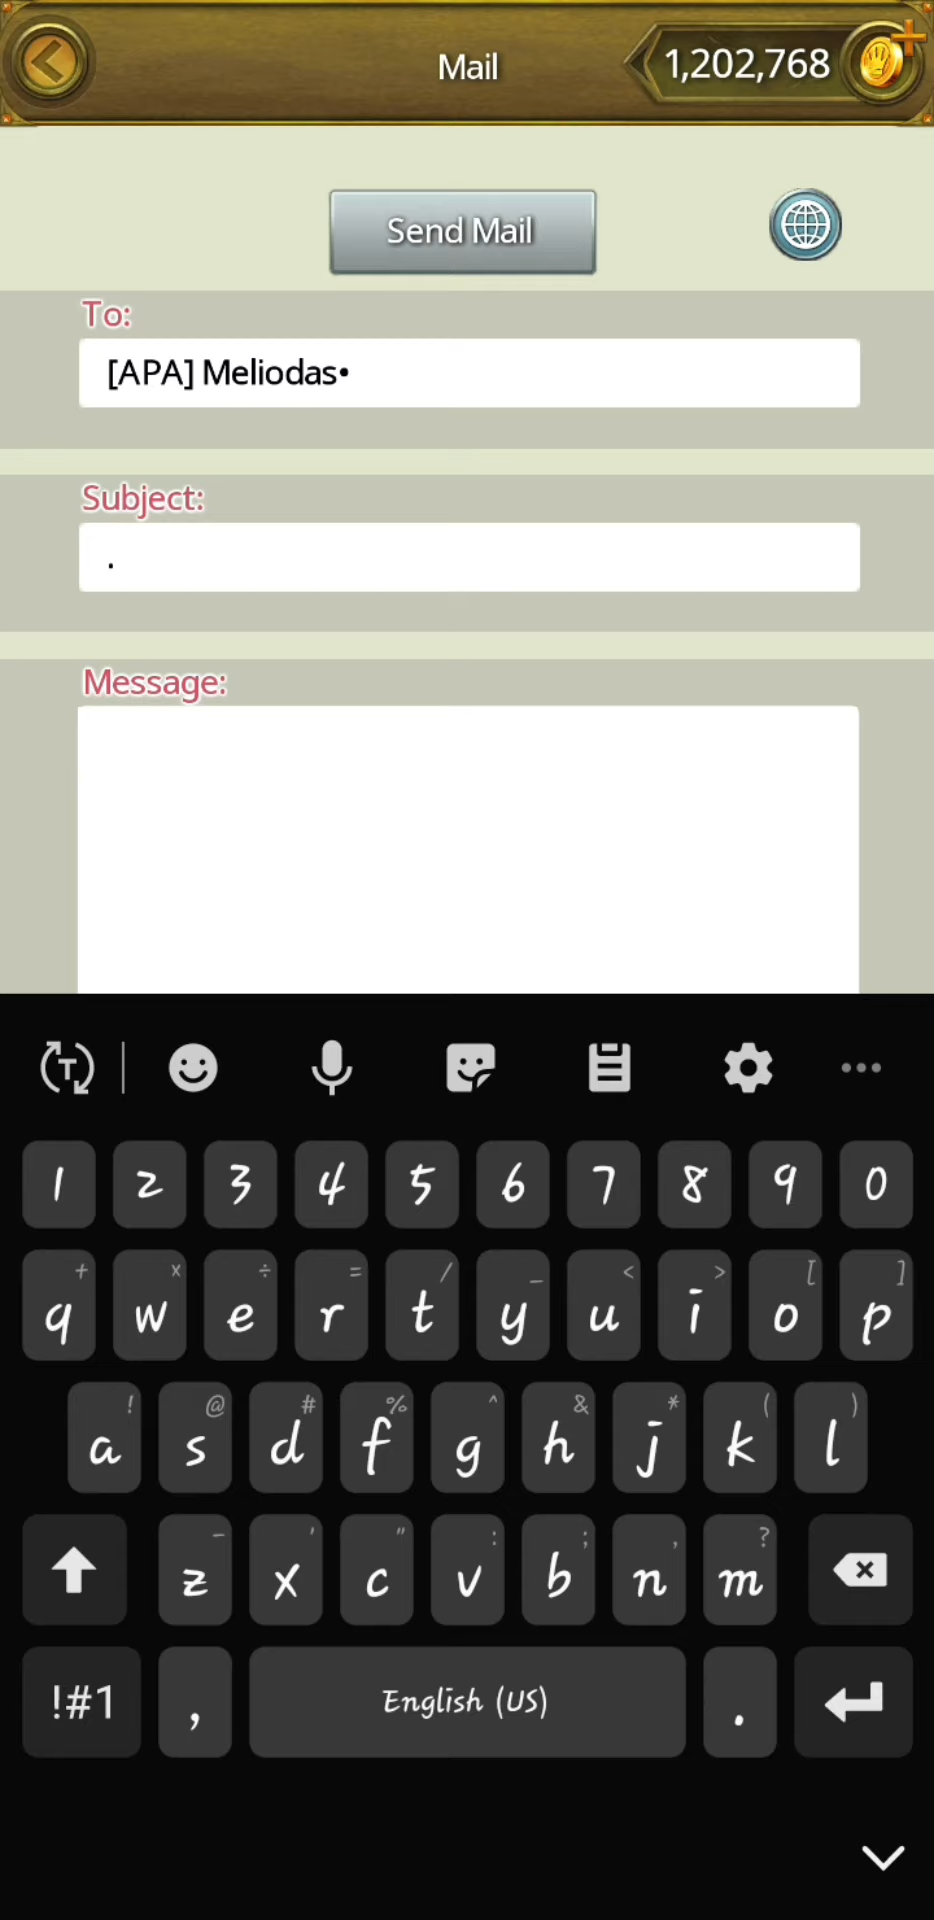 Mail
1,202,768
Send Mail
To:
[APA] Meliodas•
Subject:
.
Message:
T
1 2 3 4 5 6 7 8 9 0
+ × ÷ = / _ < > [ ]
q w e r t y u i o p
! @ # % ^ & * ( )
a s d f g h j k l
- ' " : ; , ?
z x c v b n m
!#1 , English (US) .